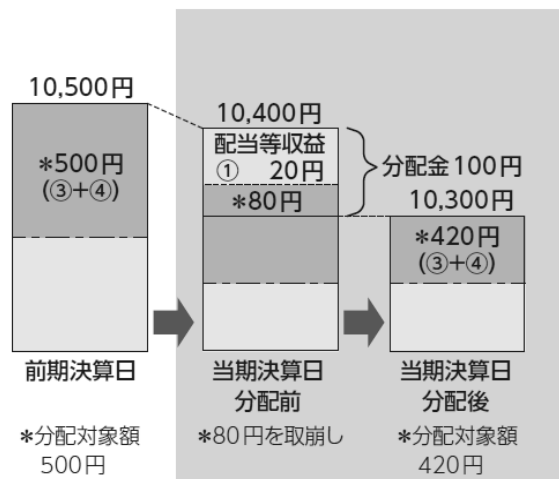 10,500円
*500円
(③+④)
前期決算日
*分配対象額
500円
10,400円
配当等収益
① 20円
*80円
分配金100円
当期決算日
分配前
*80円を取崩し
10,300円
*420円
(③+④)
当期決算日
分配後
*分配対象額
420円